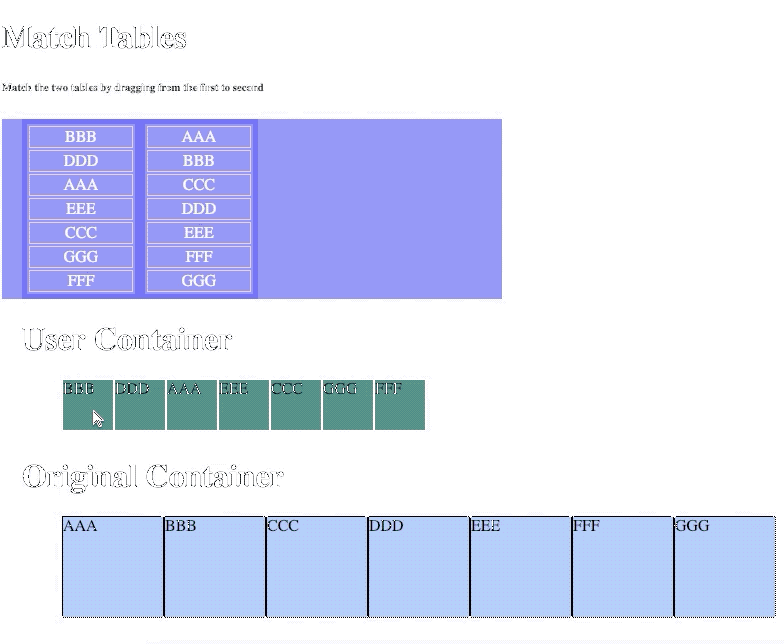 Match Tables
Match the two tables by dragging from the first to second
BBB AAA
DDD BBB
AAA CCC
EEE DDD
CCC EEE
GGG FFF
FFF GGG
User Container
BBB DDD AAA EEE CCC GGG FFF
Original Container
AAA BBB CCC DDD EEE FFF GGG